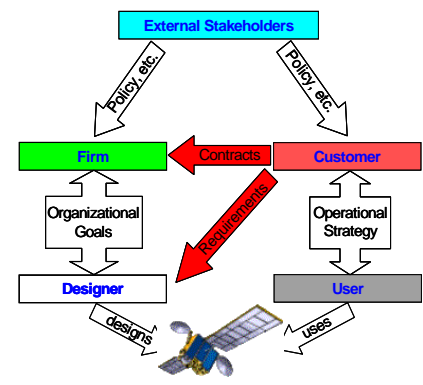 External Stakeholders
Policy, etc.
Policy, etc.
Firm
Contracts
Customer
Organizational
Goals
Requirements
Operational
Strategy
Designer
User
designs
uses